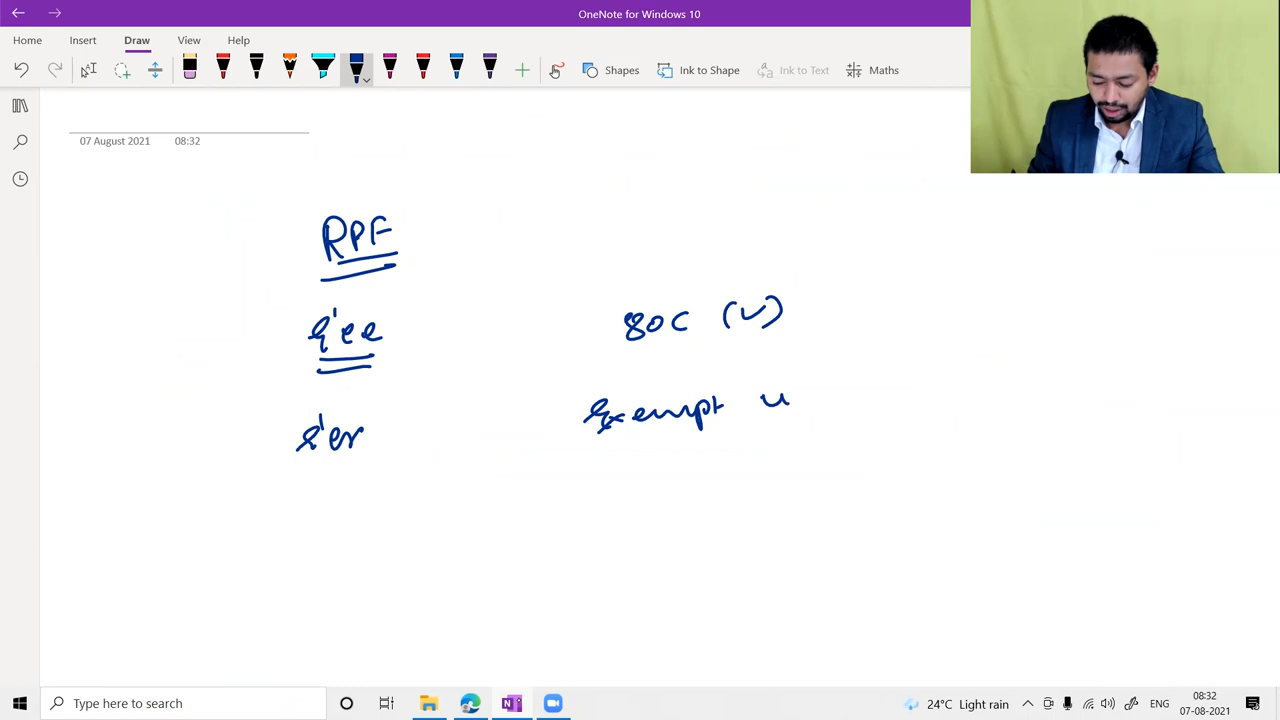 OneNote for Windows 10
Home Insert Draw View Help
Shapes Ink to Shape Ink to Text Maths
07 August 2021 08:32
RPF
E'ee 80C (✓)
E'er Exempt u
Type here to search
24°C Light rain ENG 08:32
07-08-2021